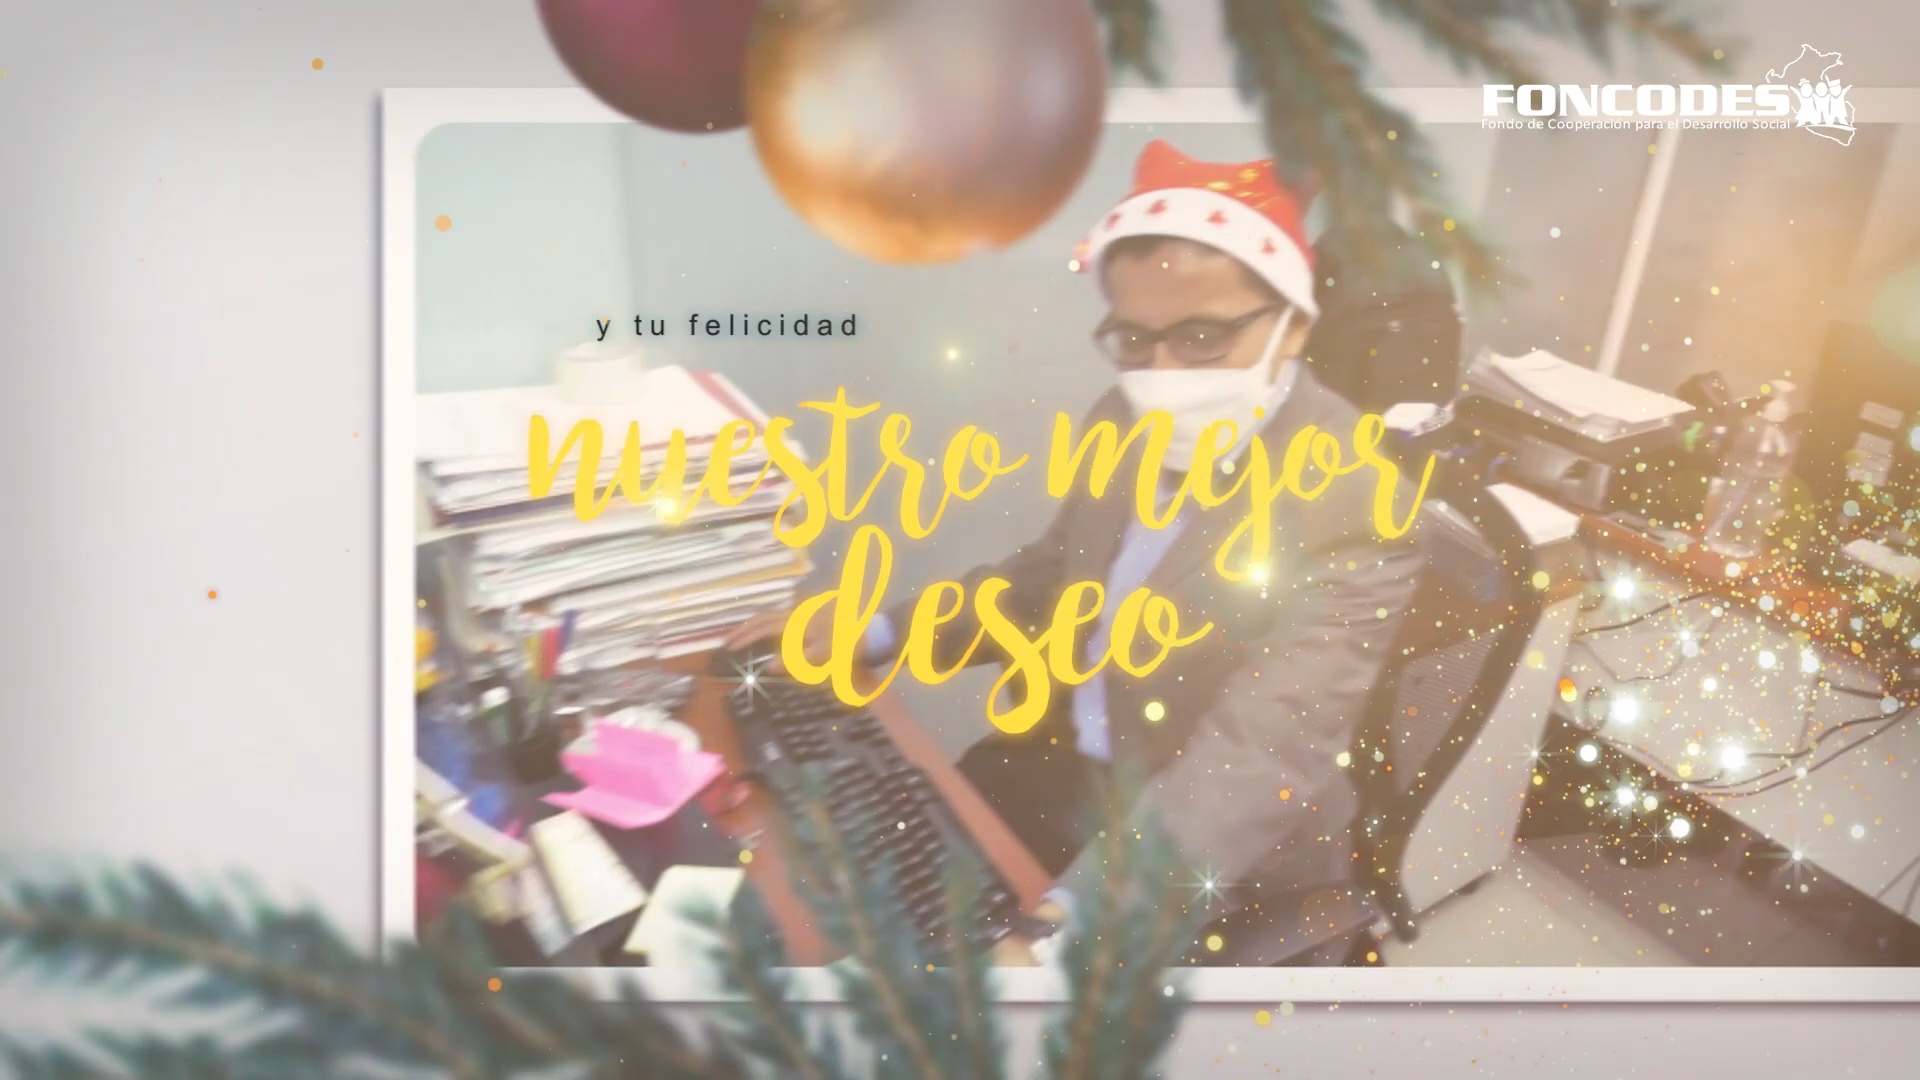 FONCODES
Fondo de Cooperación para el Desarrollo Social
y tu felicidad
nuestro mejor
deseo